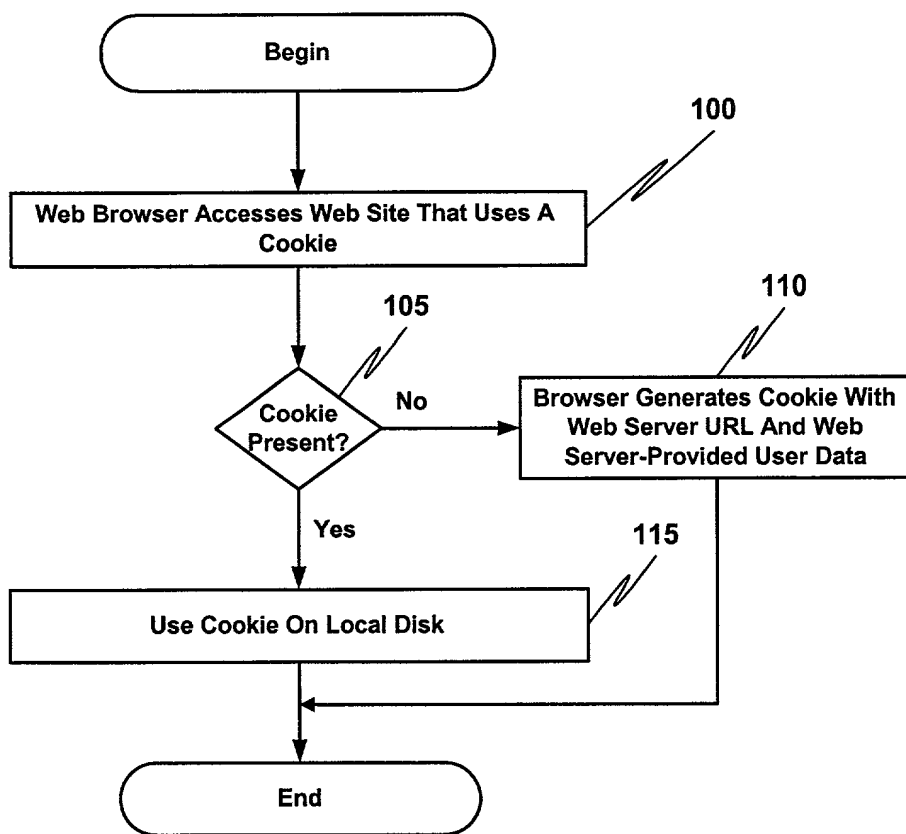 Begin
100
Web Browser Accesses Web Site That Uses A
Cookie
105
110
Cookie
Present?
No
Browser Generates Cookie With
Web Server URL And Web
Server-Provided User Data
Yes
115
Use Cookie On Local Disk
End